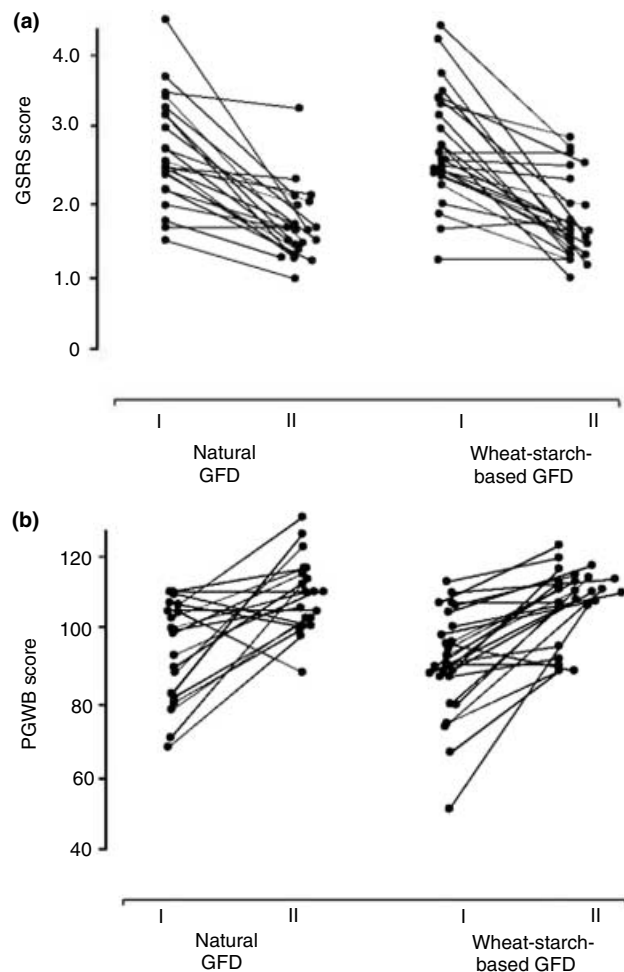 (a)
4.0
3.0
2.0
1.0
0
GSRS score
I II I II
Natural GFD Wheat-starch-based GFD
(b)
120
100
80
60
40
PGWB score
I II I II
Natural GFD Wheat-starch-based GFD